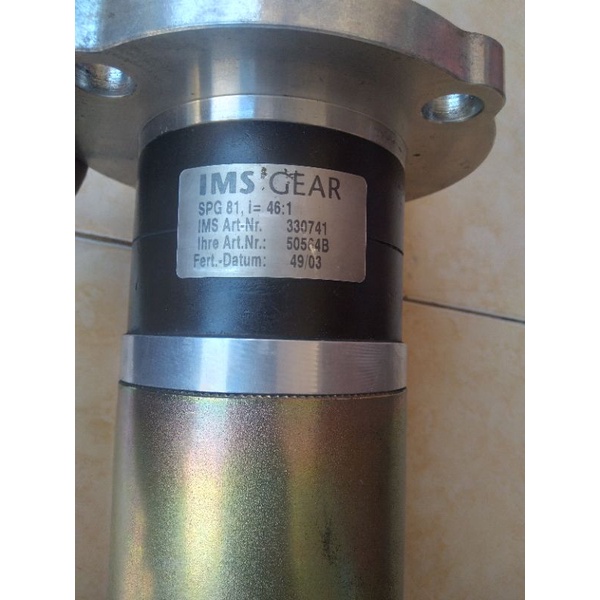 IMS GEAR
SPG 81, i= 46:1
IMS Art-Nr. 330741
Ihre Art.Nr.: 50564B
Fert.-Datum: 49/03